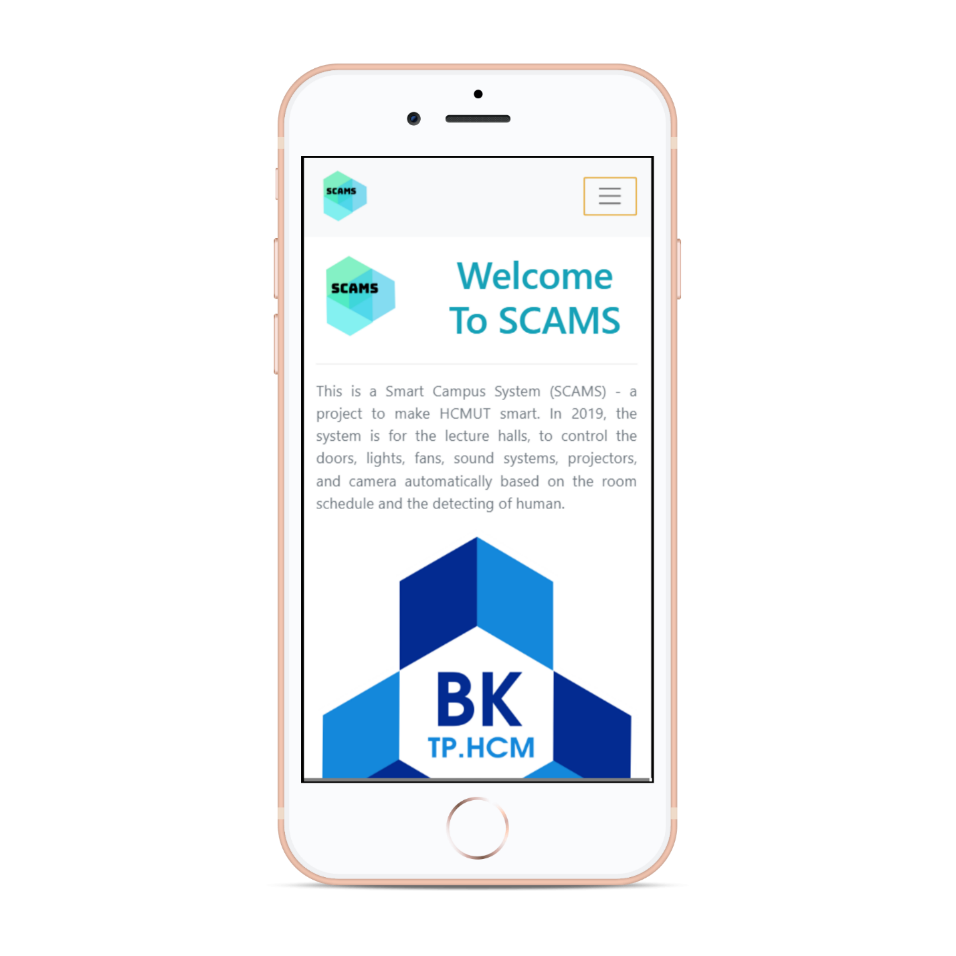 SCAMS
SCAMS
Welcome
To SCAMS
This is a Smart Campus System (SCAMS) - a
project to make HCMUT smart. In 2019, the
system is for the lecture halls, to control the
doors, lights, fans, sound systems, projectors,
and camera automatically based on the room
schedule and the detecting of human.
BK
TP.HCM